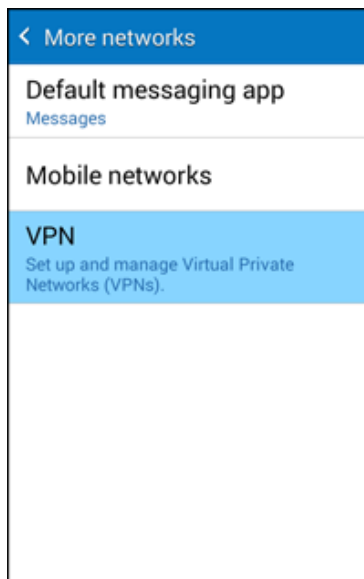 More networks
Default messaging app
Messages
Mobile networks
VPN
Set up and manage Virtual Private
Networks (VPNs).